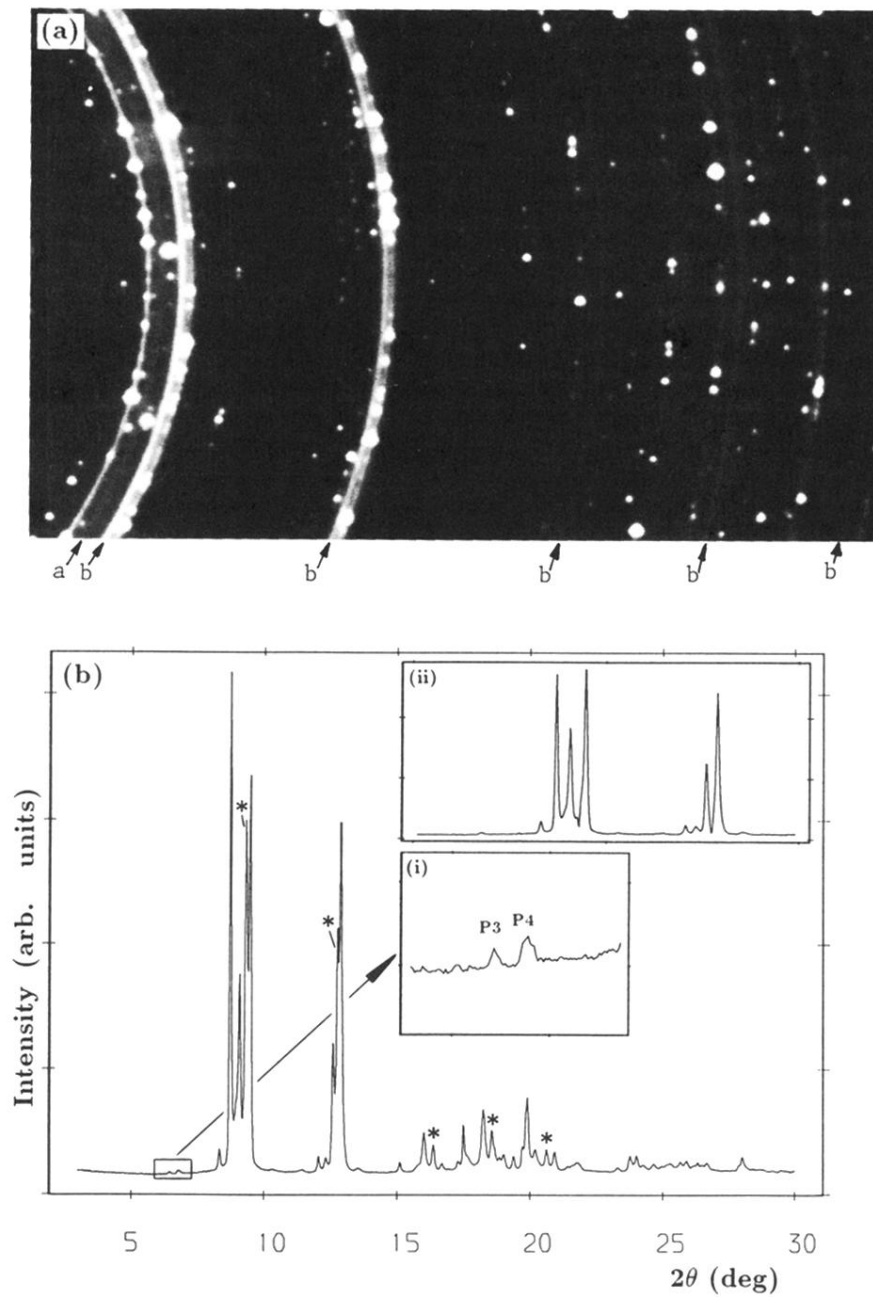 (a)
a b b b b b
(b)
(ii)
(i)
P3 P4
*
*
* * *
Intensity (arb. units)
5 10 15 20 25 30
2θ (deg)